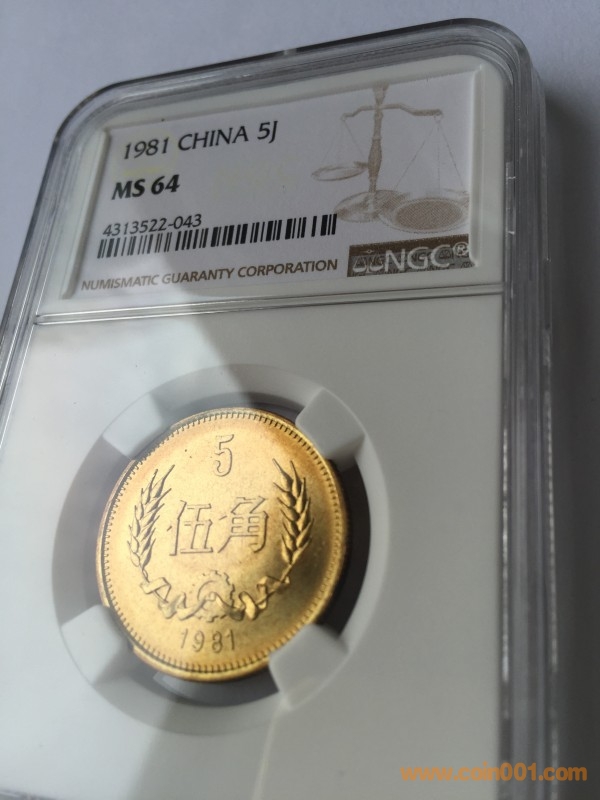 1981 CHINA 5J
MS 64
4313522-043
NUMISMATIC GUARANTY CORPORATION
NGC®
5
伍角
1981
www.coin001.com